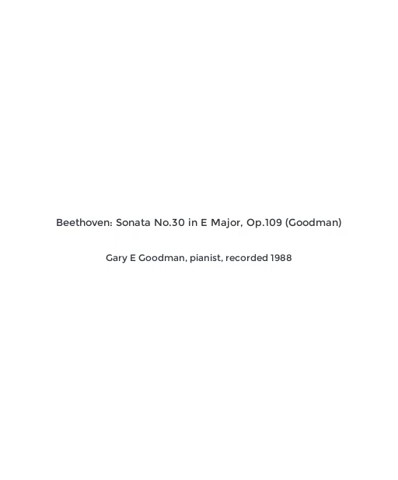 Beethoven: Sonata No.30 in E Major, Op.109 (Goodman)
Gary E Goodman, pianist, recorded 1988